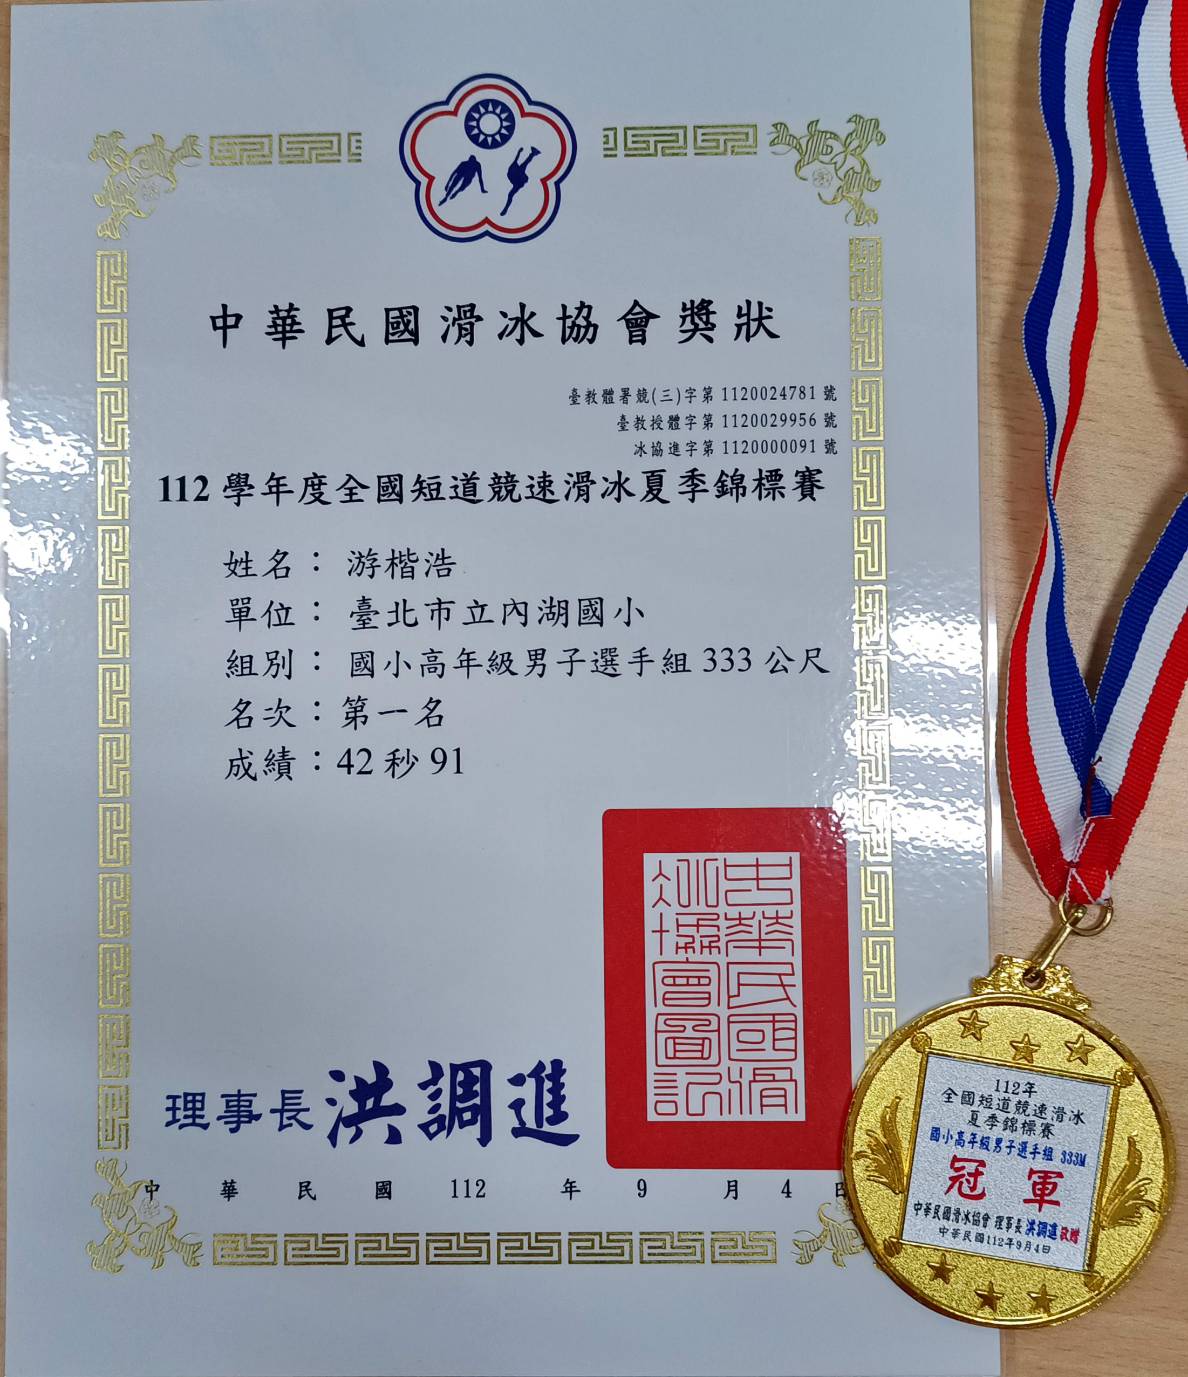 中華民國滑冰協會獎狀
臺教體署競(三)字第1120024781號
臺教授體字第1120029956號
冰協進字第1120000091號
112學年度全國短道競速滑冰夏季錦標賽
姓名：游楷浩
單位：臺北市立內湖國小
組別：國小高年級男子選手組333公尺
名次：第一名
成績：42秒91
中華民國滑
冰協會圖記
理事長洪調進
中華民國112年9月4日
112年
全國短道競速滑冰
夏季錦標賽
國小高年級男子選手組 333M
冠軍
中華民國滑冰協會 理事長 洪調進 敬贈
中華民國112年9月4日